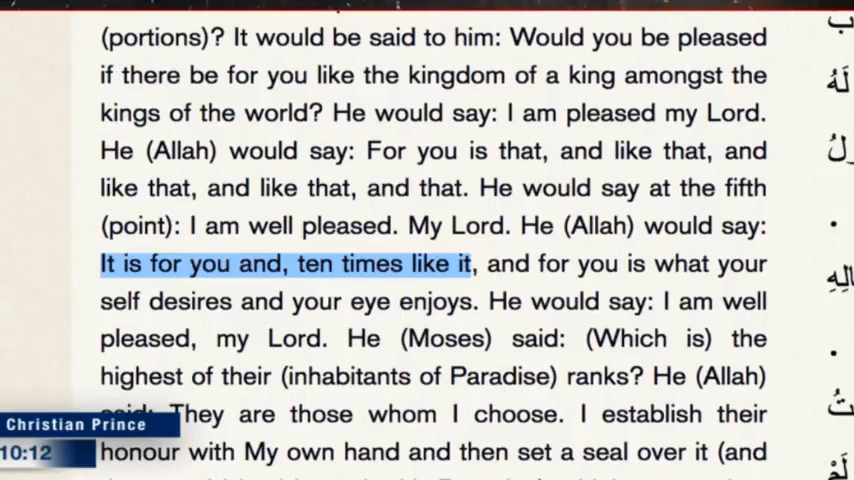 (portions)? It would be said to him: Would you be pleased
if there be for you like the kingdom of a king amongst the
kings of the world? He would say: I am pleased my Lord.
He (Allah) would say: For you is that, and like that, and
like that, and like that, and that. He would say at the fifth
(point): I am well pleased. My Lord. He (Allah) would say:
It is for you and, ten times like it, and for you is what your
self desires and your eye enjoys. He would say: I am well
pleased, my Lord. He (Moses) said: (Which is) the
highest of their (inhabitants of Paradise) ranks? He (Allah)
said: They are those whom I choose. I establish their
honour with My own hand and then set a seal over it (and
لَهُ
Christian Prince
10:12